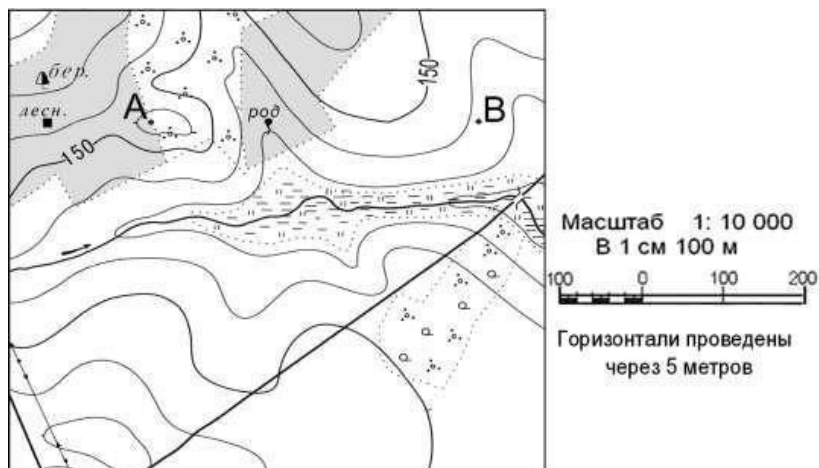 150
бер.
лесн.
А
род
В
150
Масштаб 1: 10 000
В 1 см 100 м
100 0 100 200
Горизонтали проведены
через 5 метров